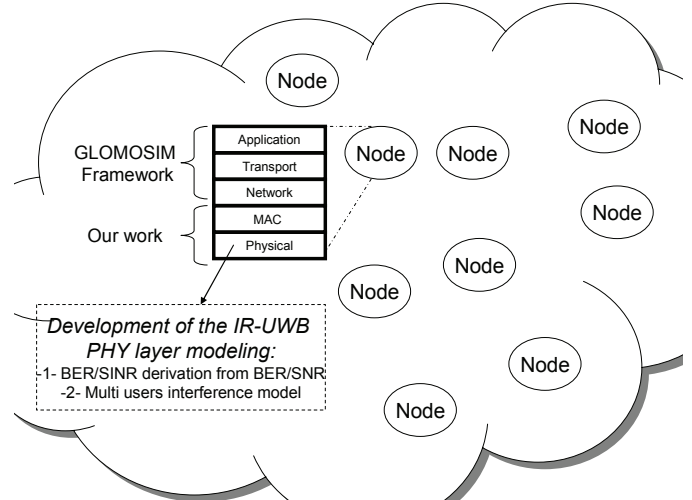 Node
Application
Transport
Network
MAC
Physical
GLOMOSIM
Framework
Our work
Node
Node
Node
Node
Node
Node
Node
Node
Development of the IR-UWB
PHY layer modeling:
-1- BER/SINR derivation from BER/SNR
-2- Multi users interference model